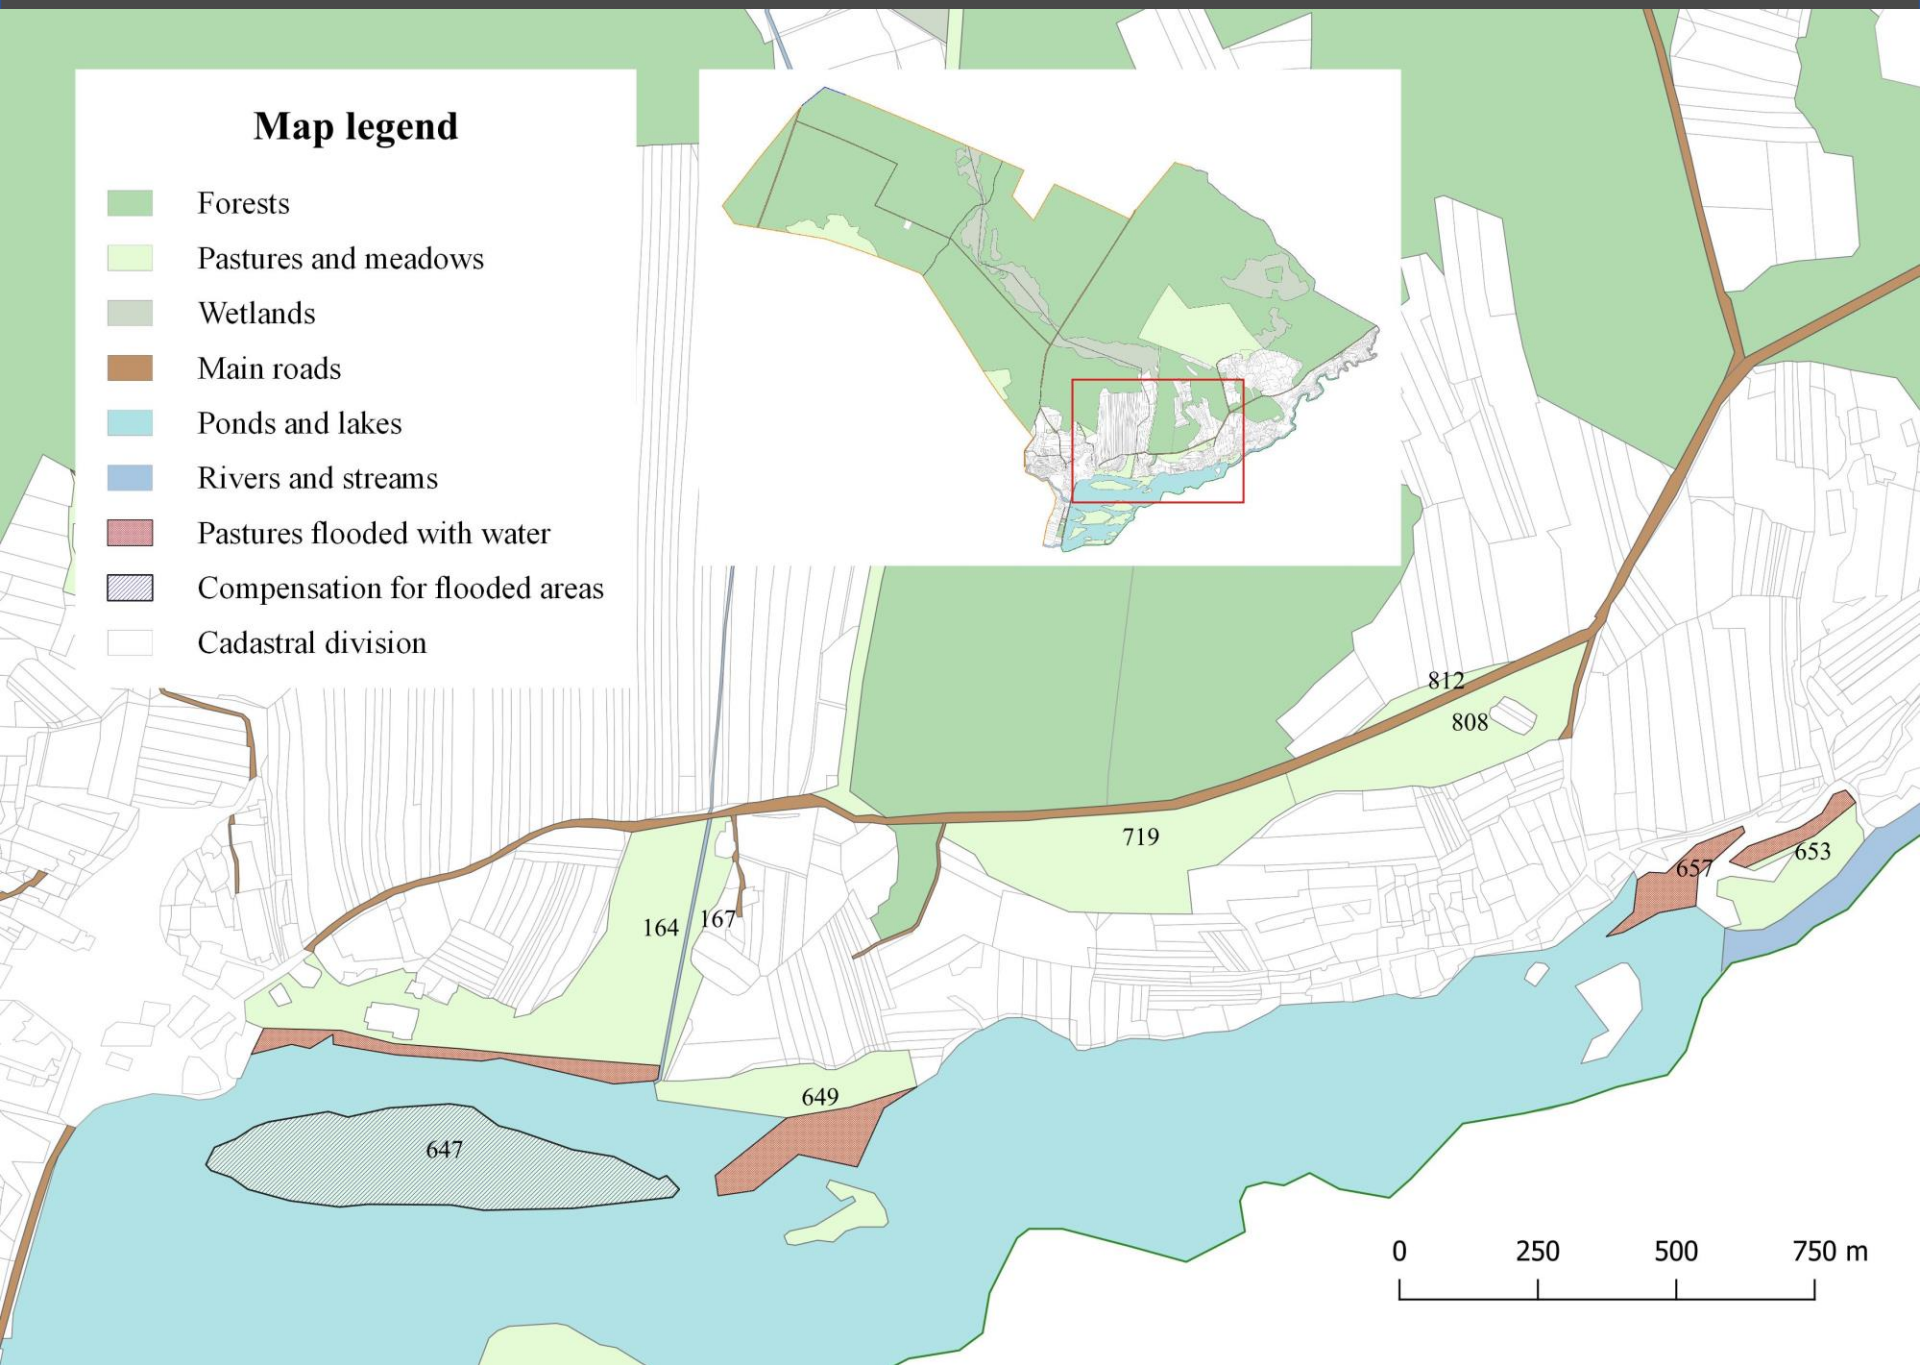 Map legend
Forests
Pastures and meadows
Wetlands
Main roads
Ponds and lakes
Rivers and streams
Pastures flooded with water
Compensation for flooded areas
Cadastral division
812
808
719
657
653
164
167
649
647
0 250 500 750 m